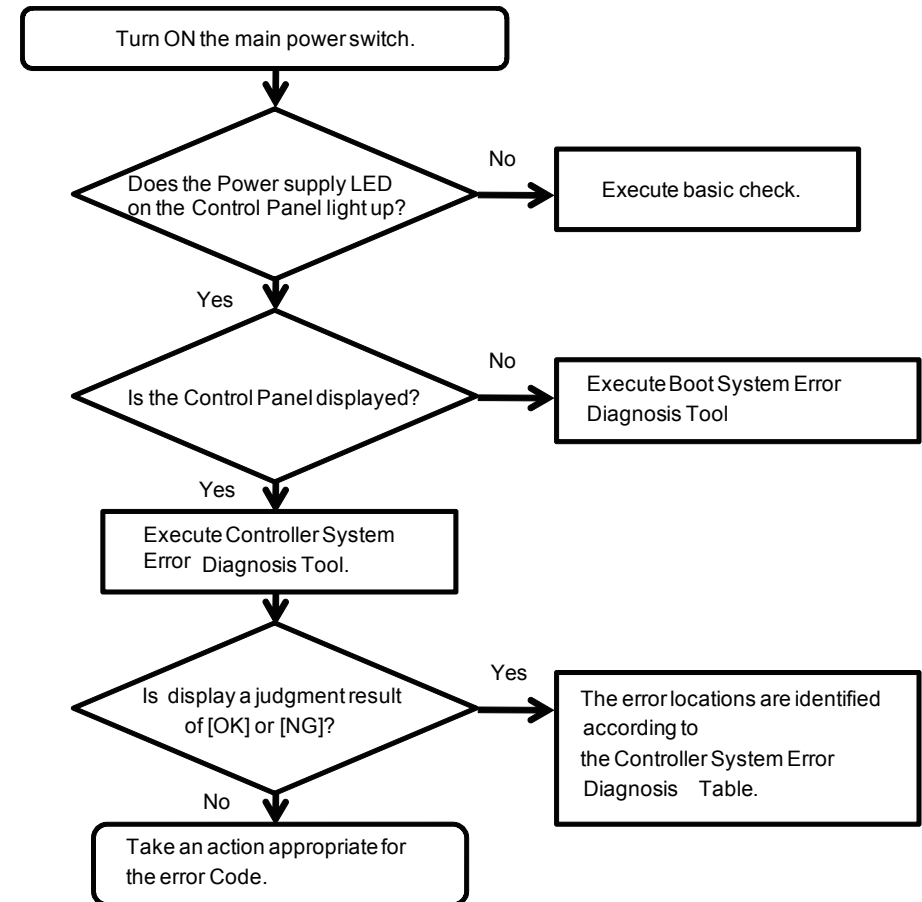 Turn ON the main power switch.
Does the Power supply LED
on the Control Panel light up?
No
Execute basic check.
Yes
Is the Control Panel displayed?
No
Execute Boot System Error
Diagnosis Tool
Yes
Execute Controller System
Error Diagnosis Tool.
Is display a judgment result
of [OK] or [NG]?
Yes
The error locations are identified
according to
the Controller System Error
Diagnosis Table.
No
Take an action appropriate for
the error Code.